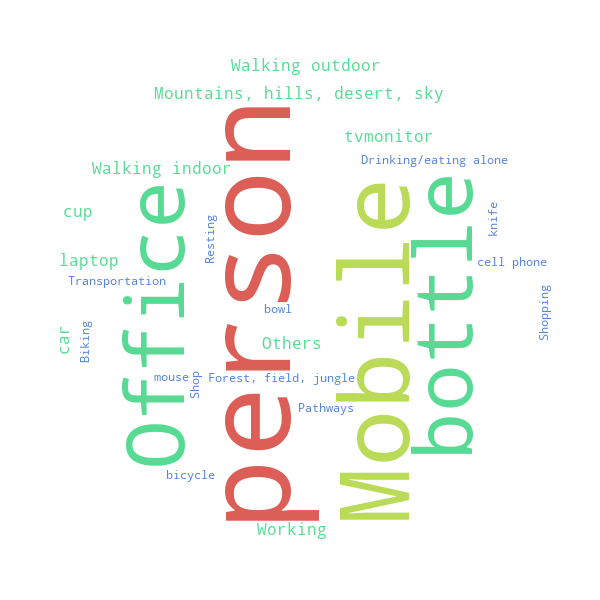 Walking outdoor
Mountains, hills, desert, sky
tvmonitor
Drinking/eating alone
Walking indoor
cup
Office
person
Mobile
bottle
knife
Resting
laptop
cell phone
Transportation
bowl
Shopping
car
Biking
Others
mouse
Shop
Forest, field, jungle
Pathways
bicycle
Working